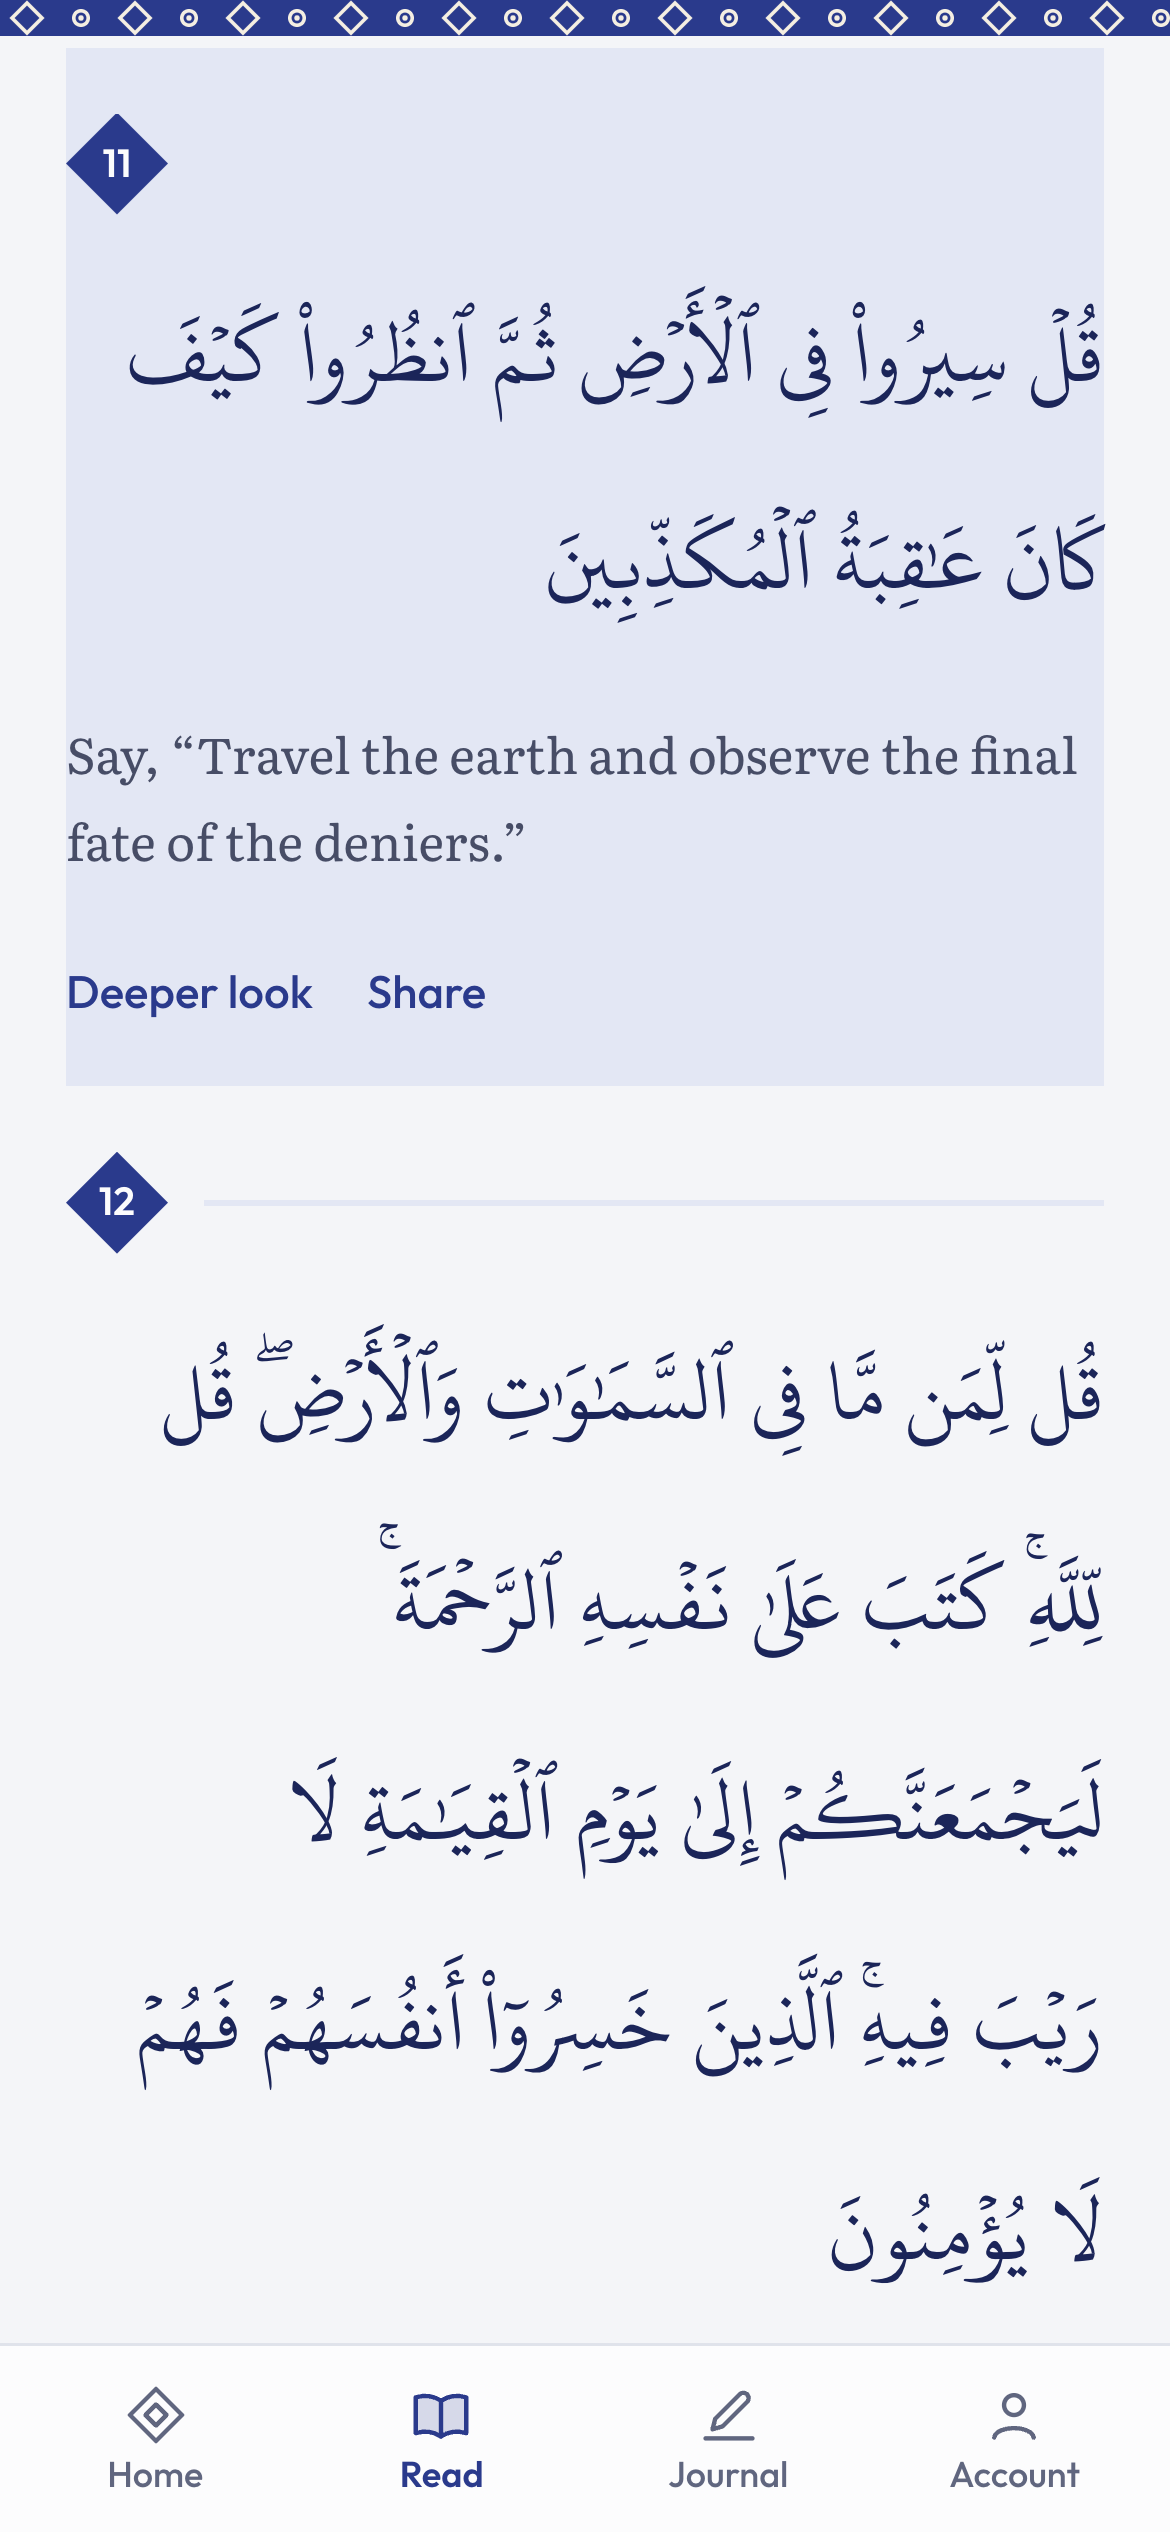 11
قُلۡ سِيرُواْ فِي ٱلۡأَرۡضِ ثُمَّ ٱنظُرُواْ كَيۡفَ
كَانَ عَٰقِبَةُ ٱلۡمُكَذِّبِينَ
Say, “Travel the earth and observe the final
fate of the deniers.”
Deeper look Share
12
قُل لِّمَن مَّا فِي ٱلسَّمَٰوَٰتِ وَٱلۡأَرۡضِۖ قُل
لِّلَّهِۚ كَتَبَ عَلَىٰ نَفۡسِهِ ٱلرَّحۡمَةَۚ
لَيَجۡمَعَنَّكُمۡ إِلَىٰ يَوۡمِ ٱلۡقِيَٰمَةِ لَا
رَيۡبَ فِيهِۚ ٱلَّذِينَ خَسِرُوٓاْ أَنفُسَهُمۡ فَهُمۡ
لَا يُؤۡمِنُونَ
Home Read Journal Account